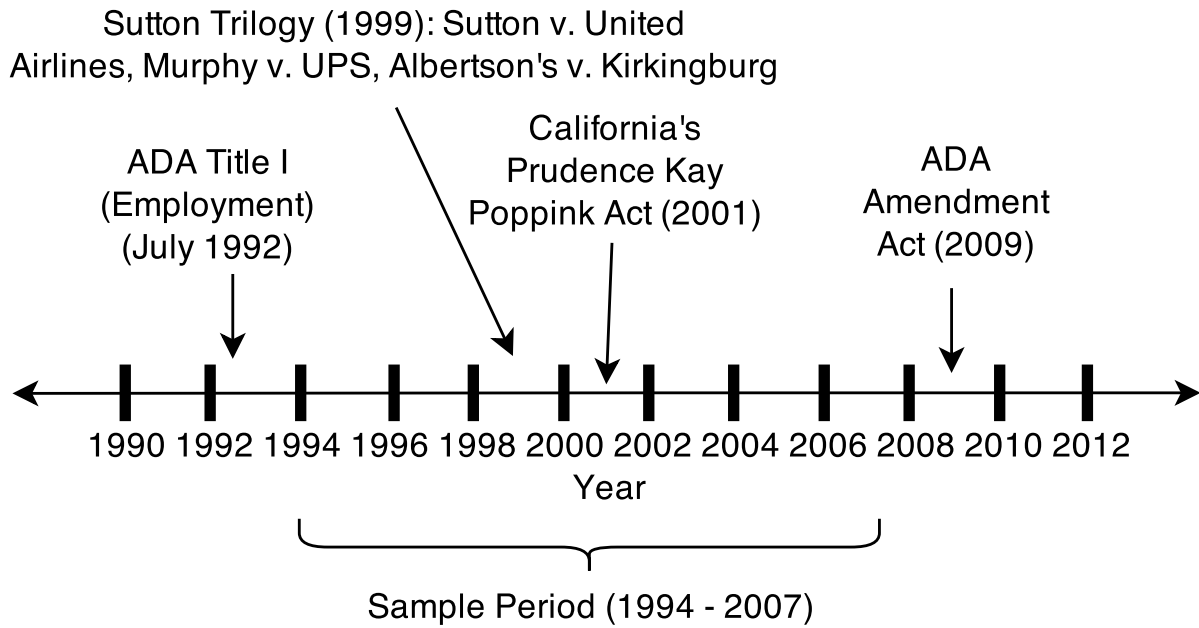 Sutton Trilogy (1999): Sutton v. United
Airlines, Murphy v. UPS, Albertson's v. Kirkingburg
ADA Title I
(Employment)
(July 1992)
California's
Prudence Kay
Poppink Act (2001)
ADA
Amendment
Act (2009)
1990 1992 1994 1996 1998 2000 2002 2004 2006 2008 2010 2012
Year
Sample Period (1994 - 2007)